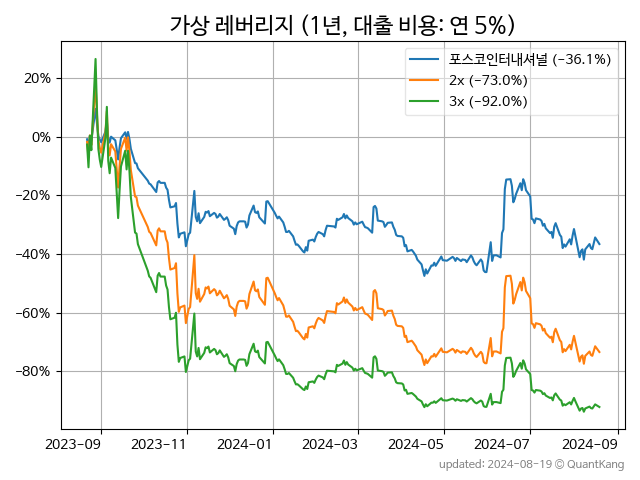 가상 레버리지 (1년, 대출 비용: 연 5%)
포스코인터내셔널 (-36.1%)
2x (-73.0%)
3x (-92.0%)
20%
0%
-20%
-40%
-60%
-80%
2023-09 2023-11 2024-01 2024-03 2024-05 2024-07 2024-09
updated: 2024-08-19 © QuantKang